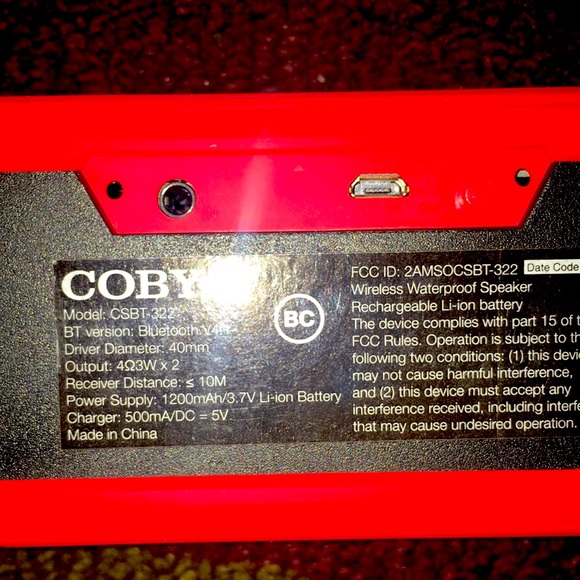 COBY
Model: CSBT-322
BT version: Bluetooth
Driver Diameter: 40mm
Output: 4Ω3W x 2
Receiver Distance: ≤ 10M
Power Supply: 1200mAh/3.7V Li-ion Battery
Charger: 500mA/DC = 5V
Made in China
BC
FCC ID: 2AMSOCSBT-322
Date Code
Wireless Waterproof Speaker
Rechargeable Li-ion battery
The device complies with part 15 of
FCC Rules. Operation is subject to
following two conditions: (1) this
may not cause harmful interference,
and (2) this device must accept any
interference received, including
that may cause undesired operation.